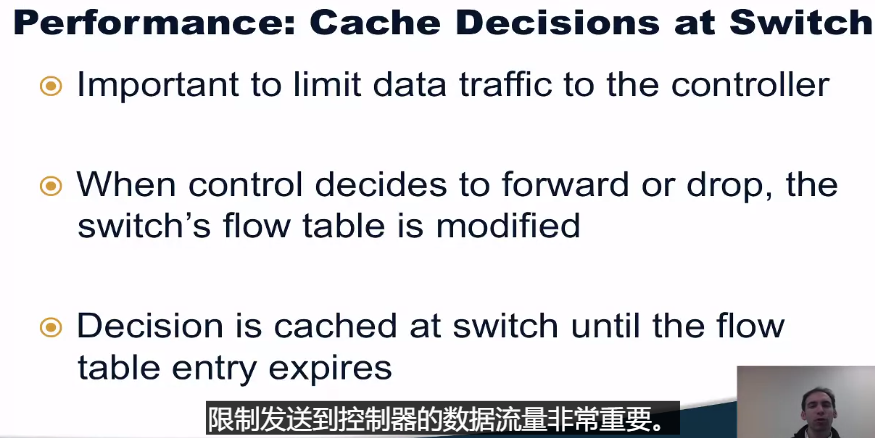 Performance: Cache Decisions at Switch
Important to limit data traffic to the controller
When control decides to forward or drop, the
switch's flow table is modified
Decision is cached at switch until the flow
table entry expires
限制发送到控制器的数据流量非常重要。